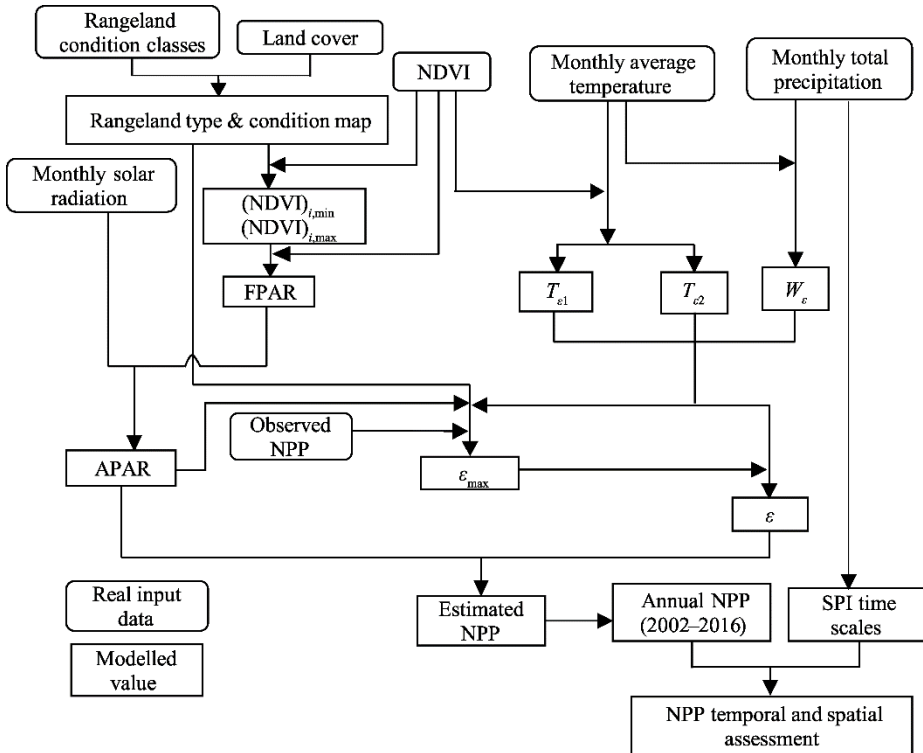 Rangeland
condition classes
Land cover
NDVI
Monthly average
temperature
Monthly total
precipitation
Rangeland type & condition map
Monthly solar
radiation
(NDVI)i,min
(NDVI)i,max
FPAR
Tε1
Tε2
Wε
Observed
NPP
APAR
εmax
ε
Real input
data
Estimated
NPP
Annual NPP
(2002–2016)
SPI time
scales
Modelled
value
NPP temporal and spatial
assessment